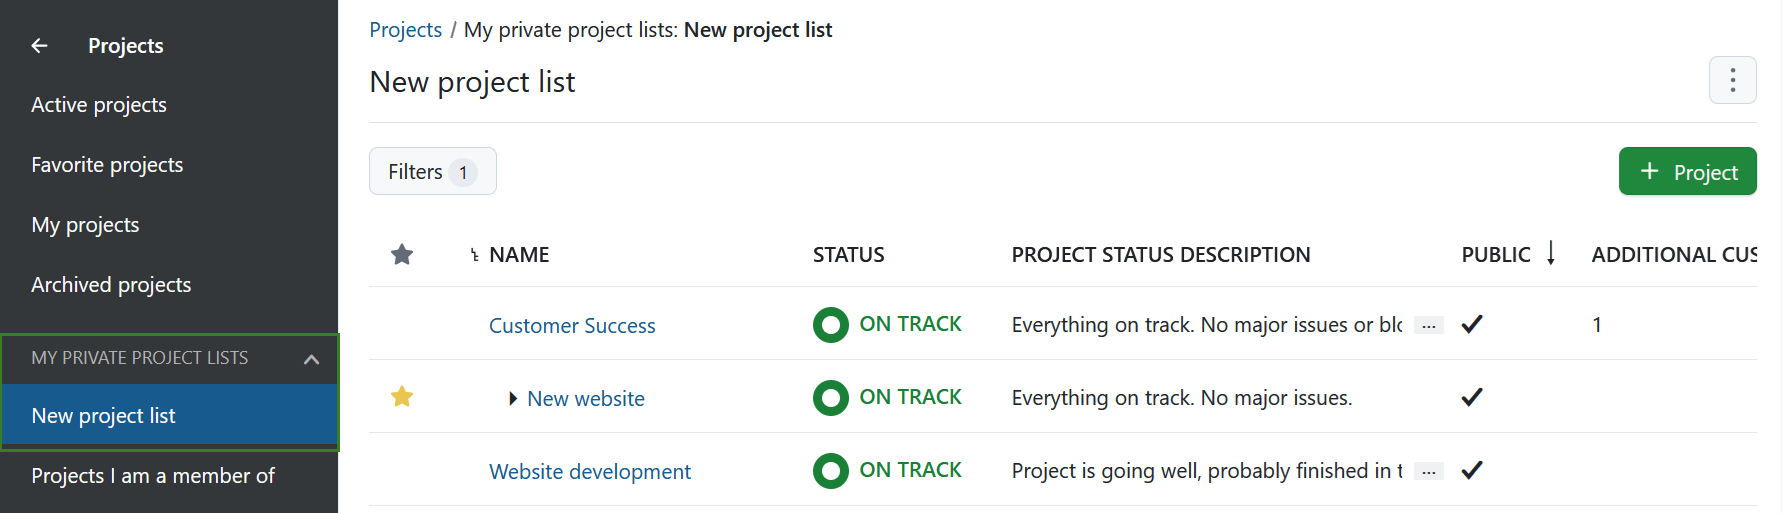 Projects
Active projects
Favorite projects
My projects
Archived projects
MY PRIVATE PROJECT LISTS
New project list
Projects I am a member of
Projects / My private project lists: New project list
New project list
Filters 1
+ Project
NAME STATUS PROJECT STATUS DESCRIPTION PUBLIC ADDITIONAL CUS
Customer Success ON TRACK Everything on track. No major issues or blo ... 1
New website ON TRACK Everything on track. No major issues.
Website development ON TRACK Project is going well, probably finished in t ...